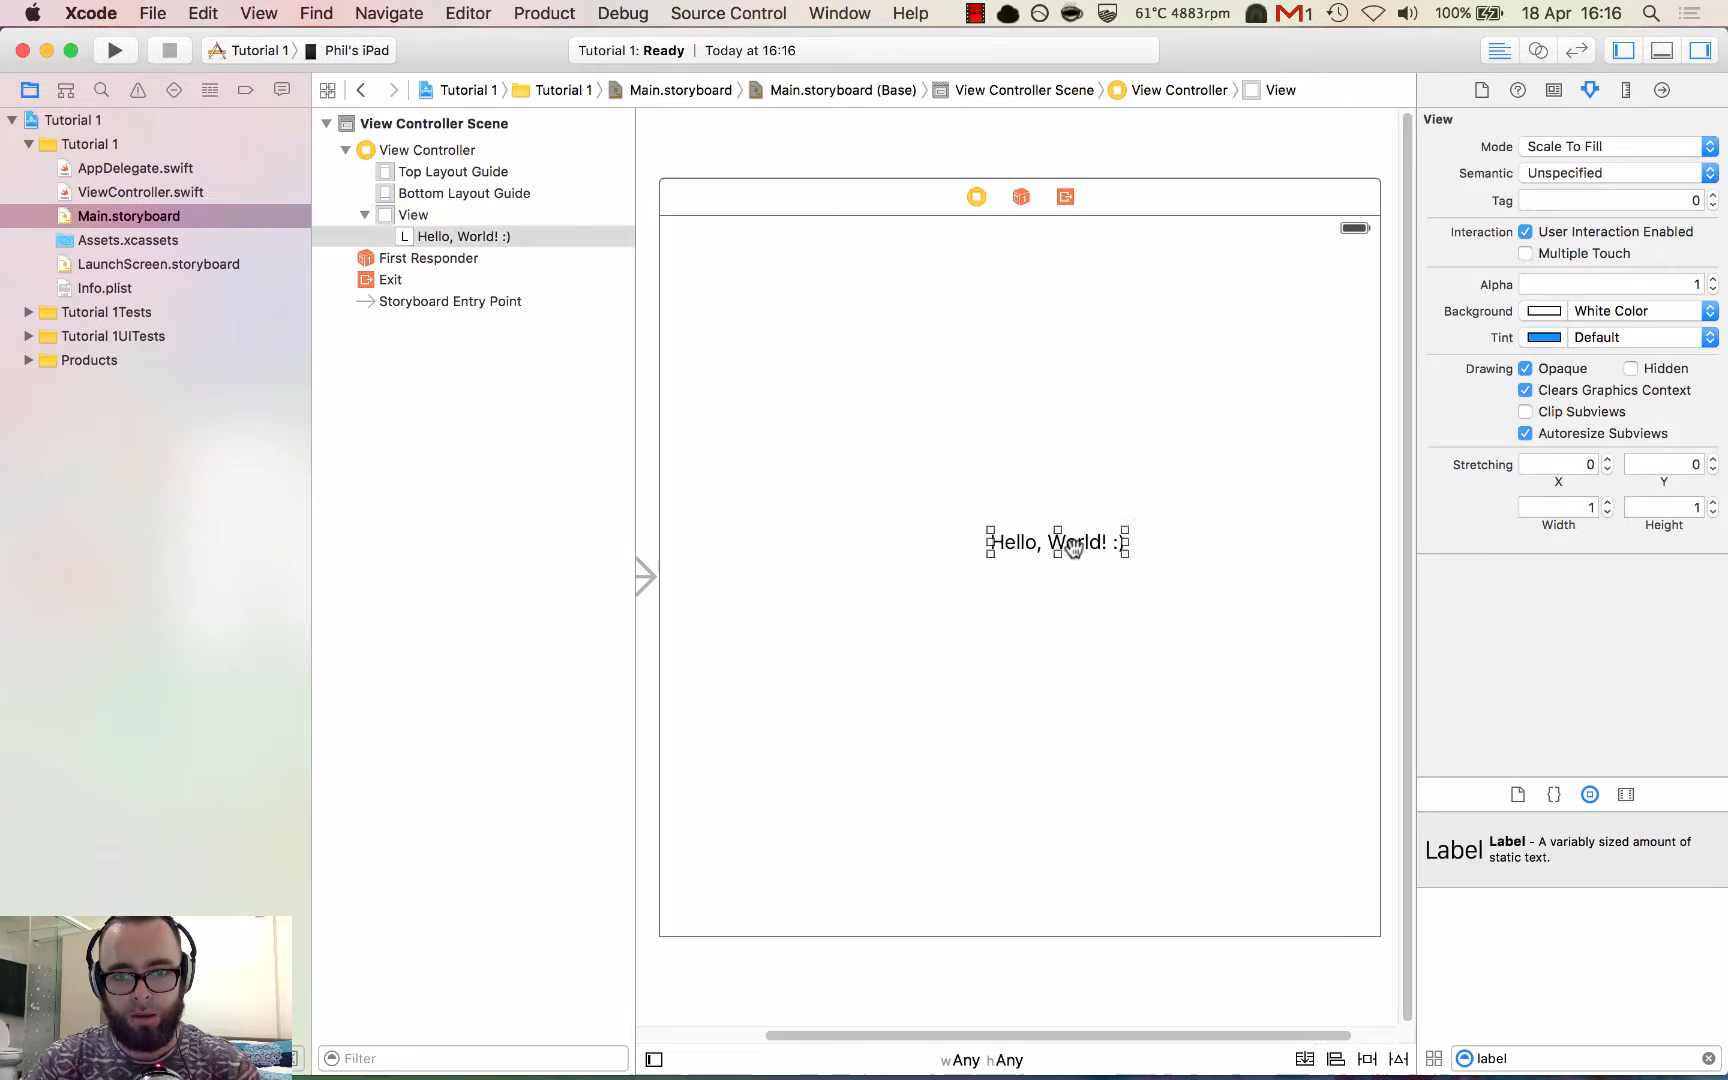 Xcode File Edit View Find Navigate Editor Product Debug Source Control Window Help 61°C 4883rpm 1 100% 18 Apr 16:16
Tutorial 1 Phil's iPad Tutorial 1: Ready Today at 16:16
Tutorial 1 Tutorial 1 Main.storyboard Main.storyboard (Base) View Controller Scene View Controller View
Tutorial 1
Tutorial 1
AppDelegate.swift
ViewController.swift
Main.storyboard
Assets.xcassets
LaunchScreen.storyboard
Info.plist
Tutorial 1Tests
Tutorial 1UITests
Products
View Controller Scene
View Controller
Top Layout Guide
Bottom Layout Guide
View
L Hello, World! :)
First Responder
Exit
Storyboard Entry Point
Filter
Hello, World! :)
wAny hAny
View
Mode Scale To Fill
Semantic Unspecified
Tag 0
Interaction User Interaction Enabled
Multiple Touch
Alpha 1
Background White Color
Tint Default
Drawing Opaque Hidden
Clears Graphics Context
Clip Subviews
Autoresize Subviews
Stretching 0 0
X Y
1 1
Width Height
{}
Label Label - A variably sized amount of
static text.
label